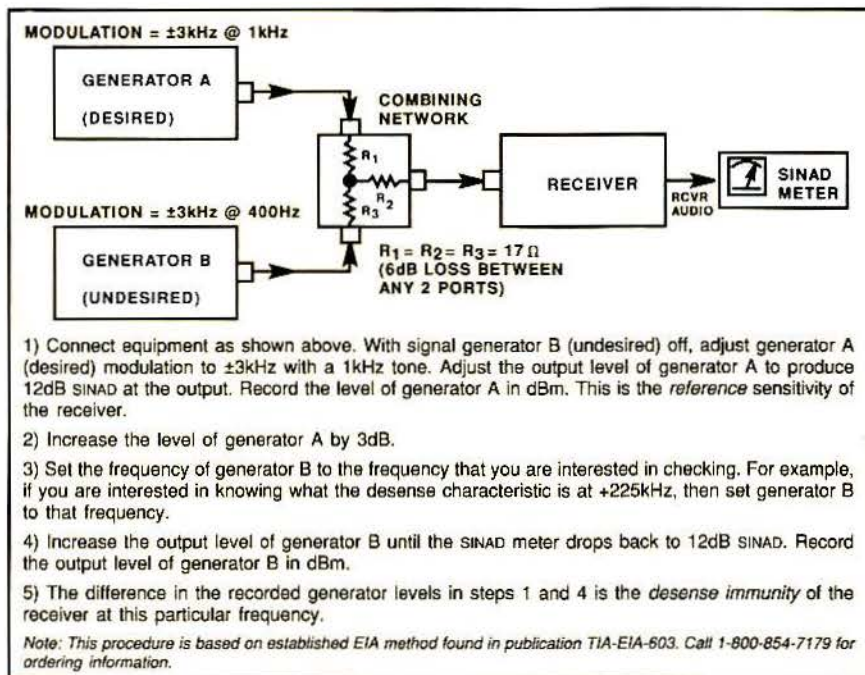 MODULATION = ±3kHz @ 1kHz
GENERATOR A
(DESIRED)
COMBINING
NETWORK
R1
R2
R3
RECEIVER
RCVR
AUDIO
SINAD
METER
MODULATION = ±3kHz @ 400Hz
GENERATOR B
(UNDESIRED)
R1 = R2 = R3 = 17 Ω
(6dB LOSS BETWEEN
ANY 2 PORTS)
1) Connect equipment as shown above. With signal generator B (undesired) off, adjust generator A
(desired) modulation to ±3kHz with a 1kHz tone. Adjust the output level of generator A to produce
12dB SINAD at the output. Record the level of generator A in dBm. This is the reference sensitivity of
the receiver.
2) Increase the level of generator A by 3dB.
3) Set the frequency of generator B to the frequency that you are interested in checking. For example,
if you are interested in knowing what the desense characteristic is at +225kHz, then set generator B
to that frequency.
4) Increase the output level of generator B until the SINAD meter drops back to 12dB SINAD. Record
the output level of generator B in dBm.
5) The difference in the recorded generator levels in steps 1 and 4 is the desense immunity of the
receiver at this particular frequency.
Note: This procedure is based on established EIA method found in publication TIA-EIA-603. Call 1-800-854-7179 for
ordering information.